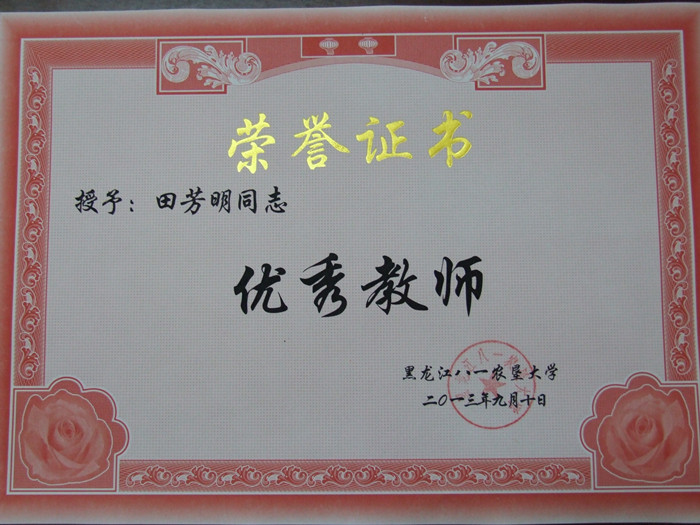 荣誉证书
授予：田芳明同志
优秀教师
黑龙江八一农垦大学
二〇一三年九月十日